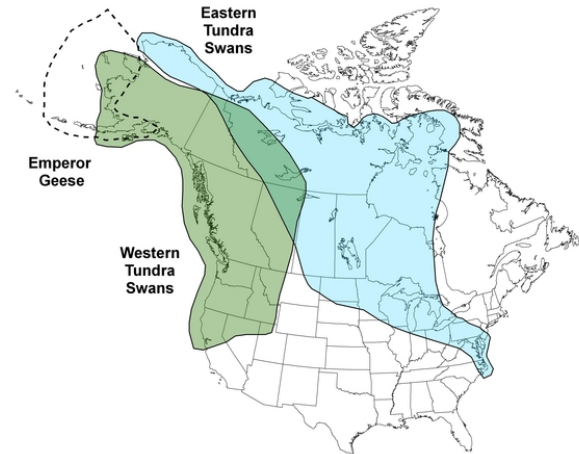 Eastern
Tundra
Swans
Emperor
Geese
Western
Tundra
Swans